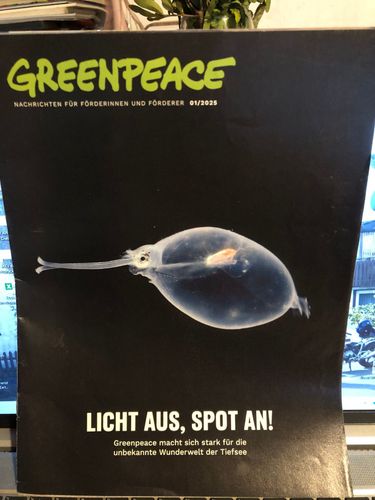 GREENPEACE
NACHRICHTEN FÜR FÖRDERINNEN UND FÖRDERER 01/2025
LICHT AUS, SPOT AN!
Greenpeace macht sich stark für die
unbekannte Wunderwelt der Tiefsee